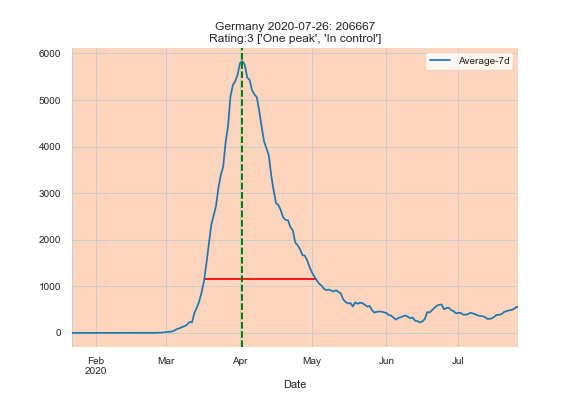 Germany 2020-07-26: 206667
Rating:3 ['One peak', 'In control']
Average-7d
6000
5000
4000
3000
2000
1000
0
Feb Mar Apr May Jun Jul
2020
Date